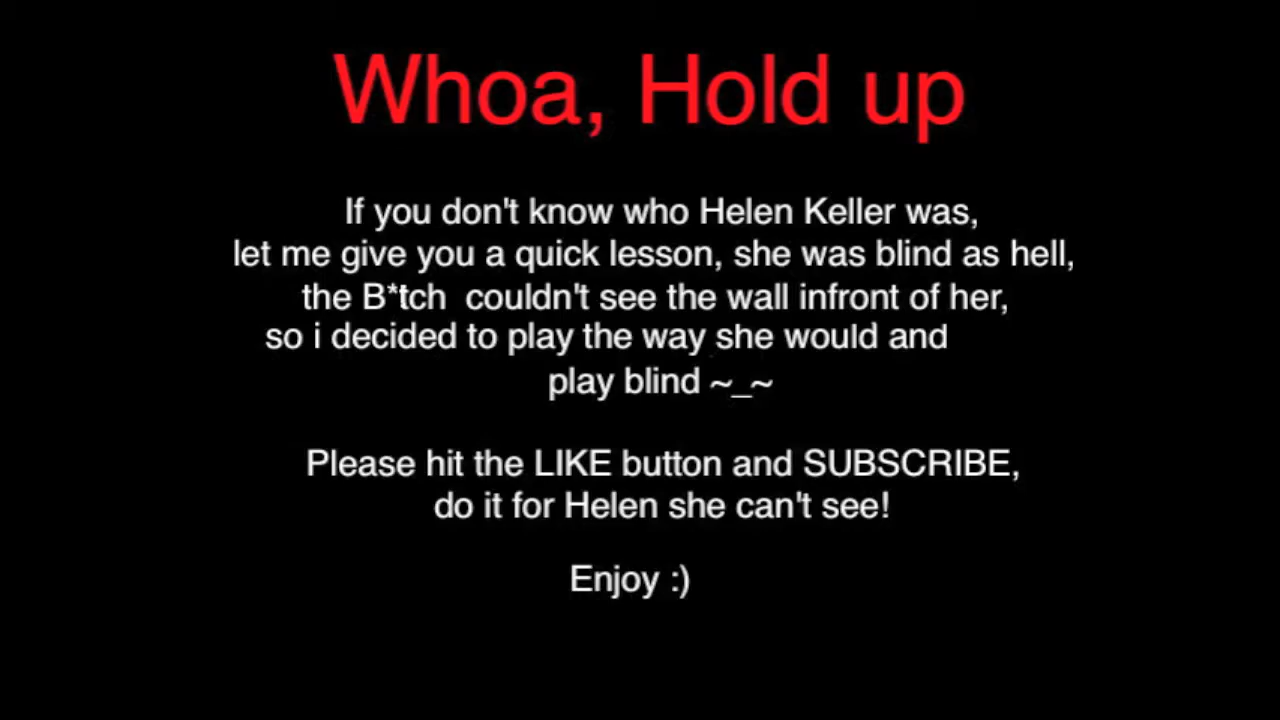 Whoa, Hold up
If you don't know who Helen Keller was,
let me give you a quick lesson, she was blind as hell,
the B*tch couldn't see the wall infront of her,
so i decided to play the way she would and
play blind ~_~
Please hit the LIKE button and SUBSCRIBE,
do it for Helen she can't see!
Enjoy :)